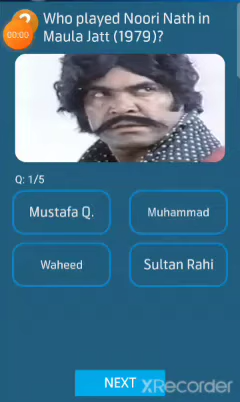 Who played Noori Nath in
Maula Jatt (1979)?
00:00
Q: 1/5
Mustafa Q.
Muhammad
Waheed
Sultan Rahi
NEXT
XRecorder